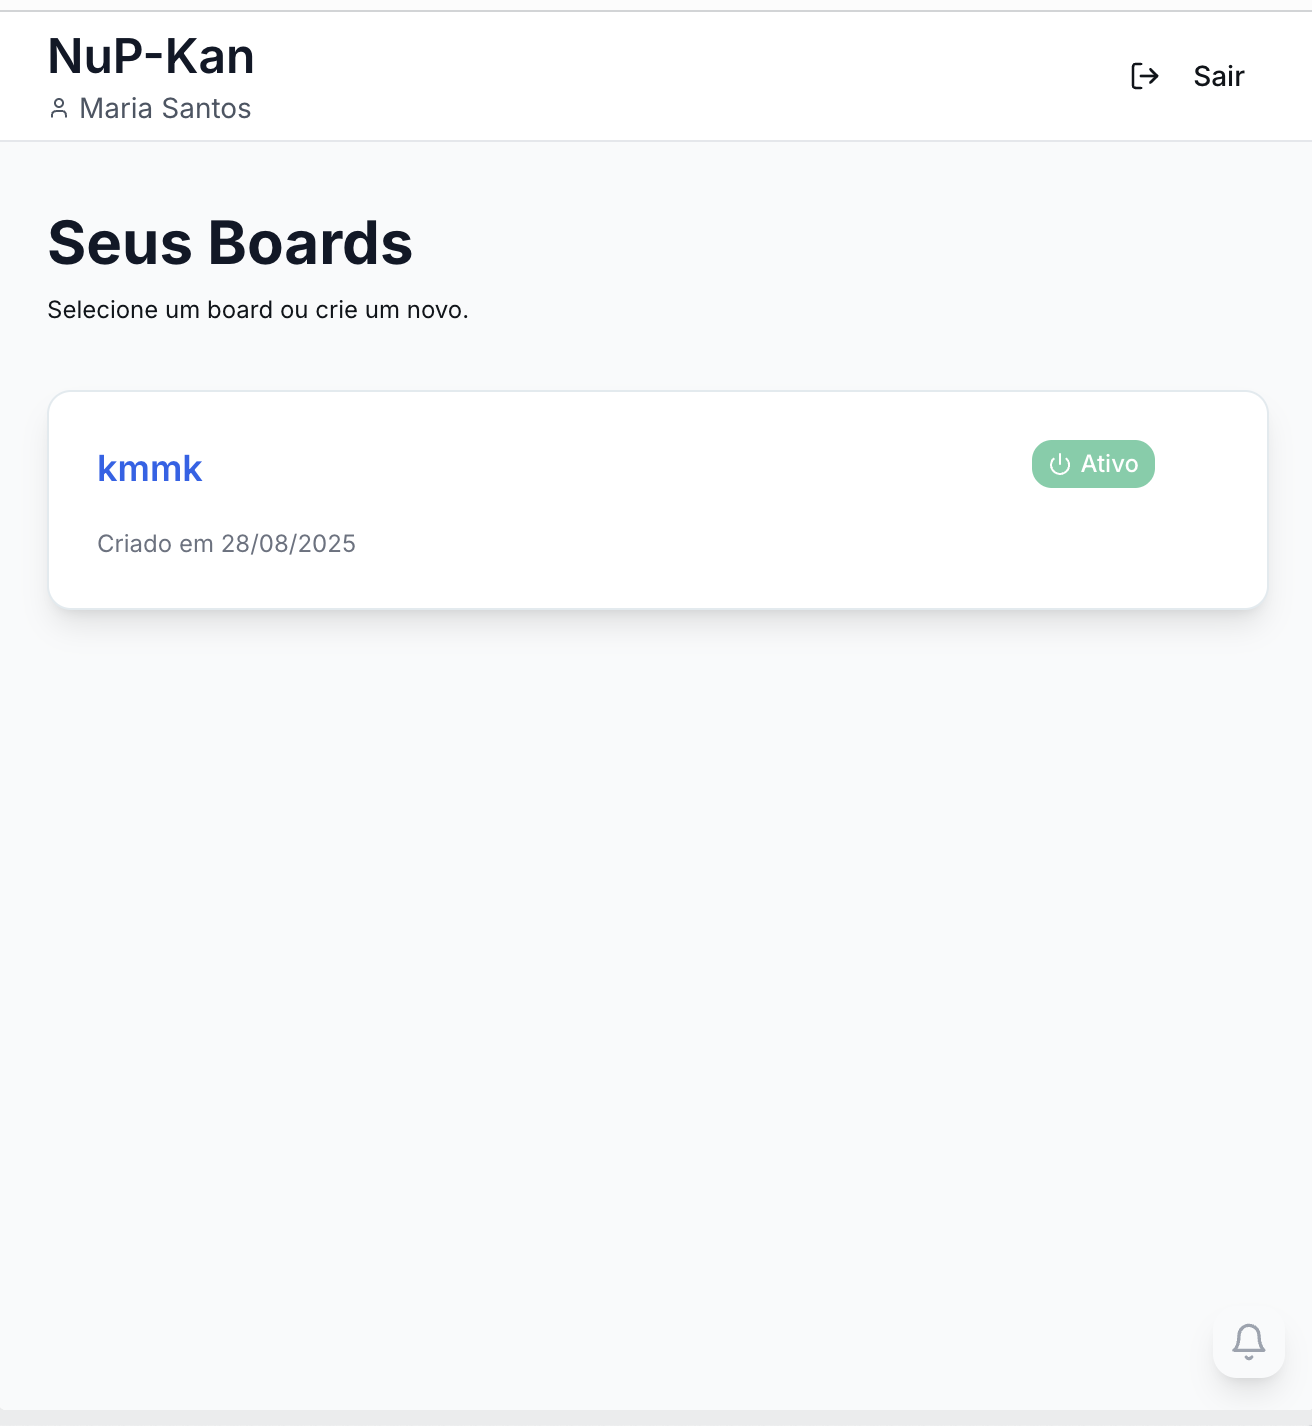 NuP-Kan
Maria Santos
Sair
Seus Boards
Selecione um board ou crie um novo.
kmmk
Ativo
Criado em 28/08/2025